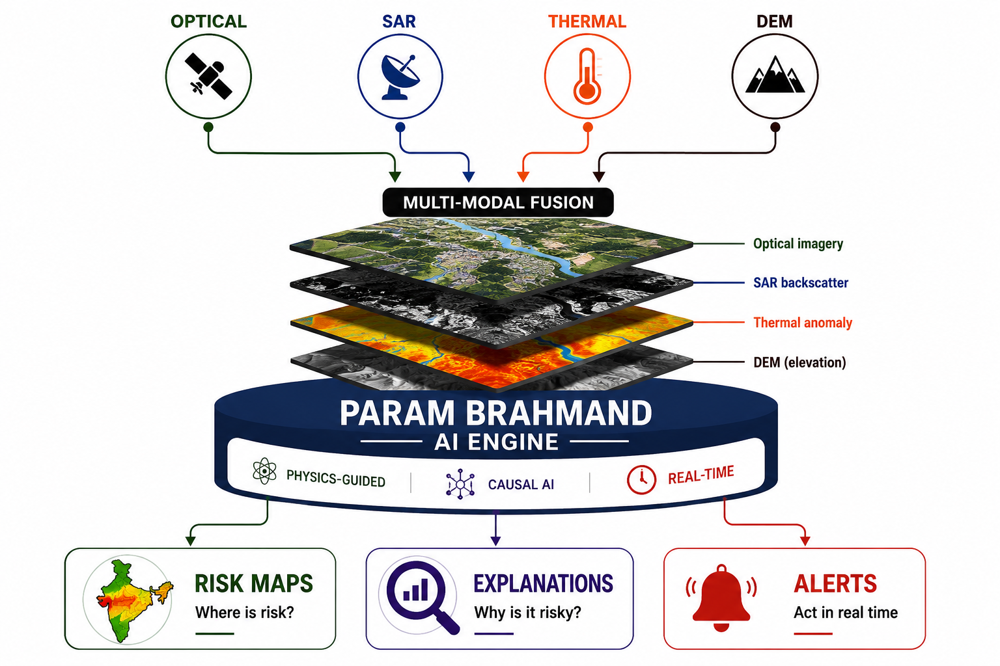 OPTICAL
SAR
THERMAL
DEM
MULTI-MODAL FUSION
Optical imagery
SAR backscatter
Thermal anomaly
DEM (elevation)
PARAM BRAHMAND
AI ENGINE
PHYSICS-GUIDED
CAUSAL AI
REAL-TIME
RISK MAPS
Where is risk?
EXPLANATIONS
Why is it risky?
ALERTS
Act in real time